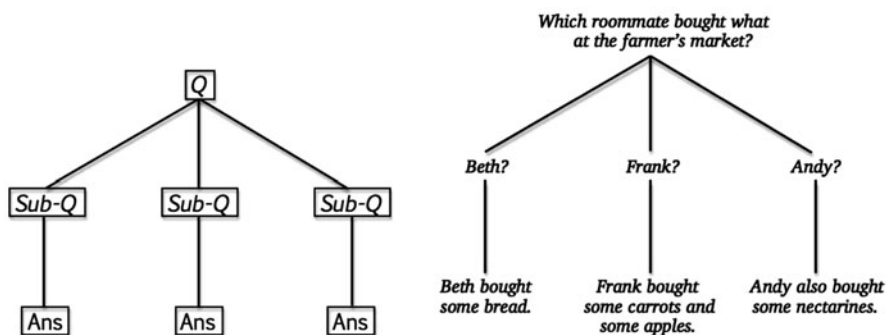 Q
Sub-Q Sub-Q Sub-Q
Ans Ans Ans
Which roommate bought what
at the farmer's market?
Beth? Frank? Andy?
Beth bought
some bread.
Frank bought
some carrots and
some apples.
Andy also bought
some nectarines.